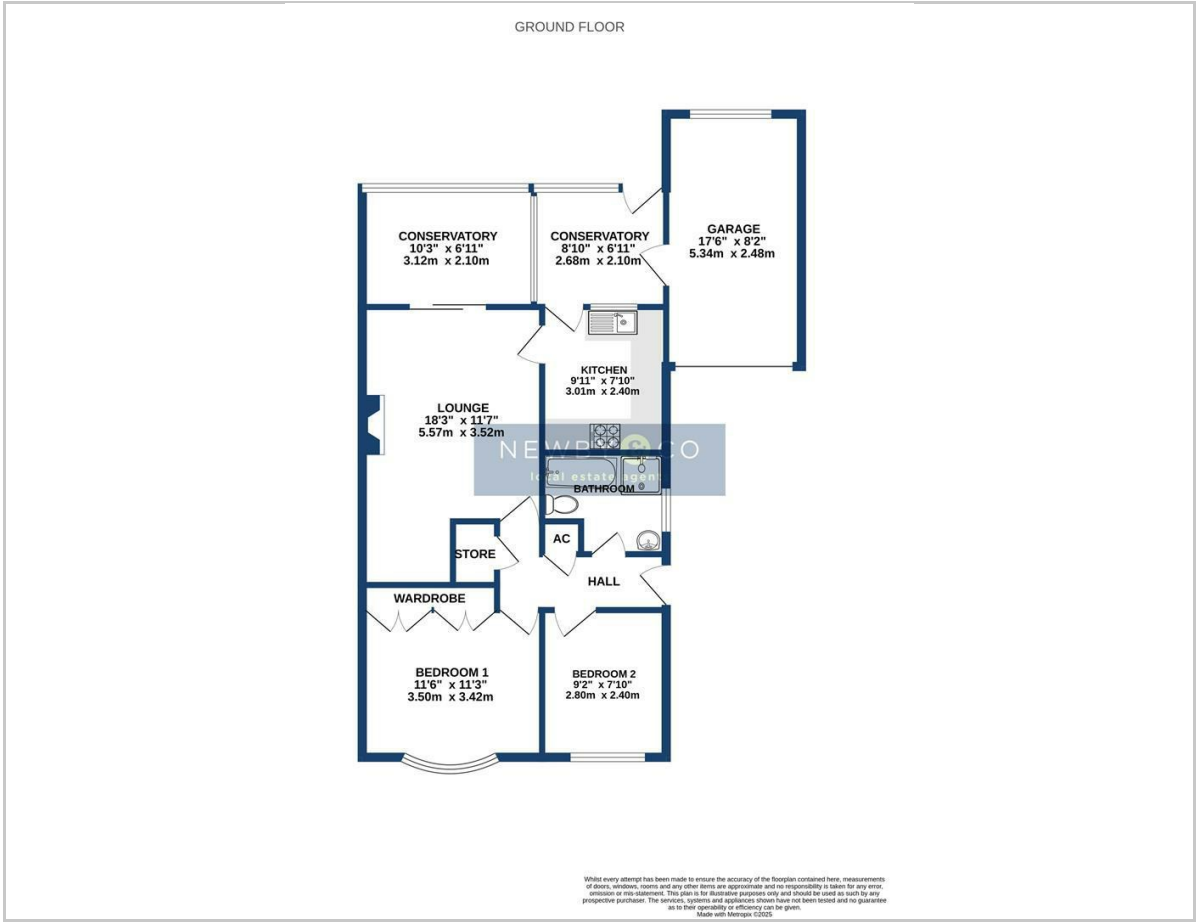 GROUND FLOOR
CONSERVATORY
10'3" x 6'11"
3.12m x 2.10m
CONSERVATORY
8'10" x 6'11"
2.68m x 2.10m
GARAGE
17'6" x 8'2"
5.34m x 2.48m
KITCHEN
9'11" x 7'10"
3.01m x 2.40m
LOUNGE
18'3" x 11'7"
5.57m x 3.52m
NEWBY & CO
local estate agent
BATHROOM
AC
STORE
HALL
WARDROBE
BEDROOM 1
11'6" x 11'3"
3.50m x 3.42m
BEDROOM 2
9'2" x 7'10"
2.80m x 2.40m
Whilst every attempt has been made to ensure the accuracy of the floorplan contained here, measurements
of doors, windows, rooms and any other items are approximate and no responsibility is taken for any error,
omission or mis-statement. This plan is for illustrative purposes only and should be used as such by any
prospective purchaser. The services, systems and appliances shown have not been tested and no guarantee
as to their operability or efficiency can be given.
Made with Metropix ©2025